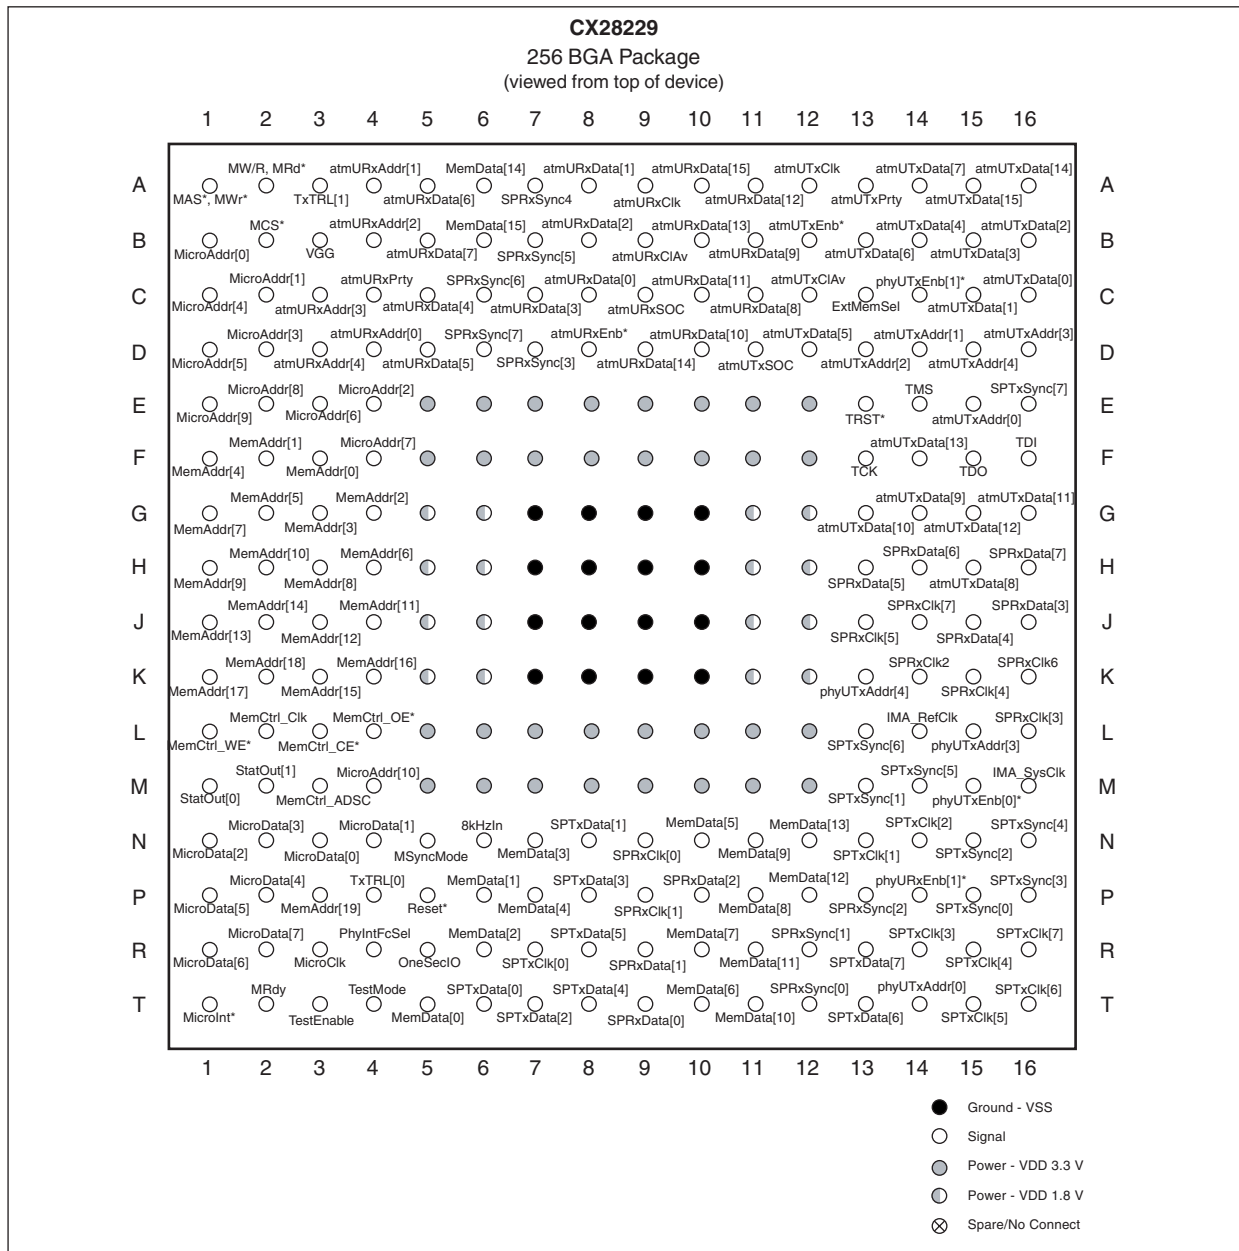 CX28229
256 BGA Package
(viewed from top of device)
1 2 3 4 5 6 7 8 9 10 11 12 13 14 15 16
MW/R, MRd* atmURxAddr[1] MemData[14] atmURxData[1] atmURxData[15] atmUTxClk atmUTxData[7] atmUTxData[14]
A A
MAS*, MWr* TxTRL[1] atmURxData[6] SPRxSync4 atmURxClk atmURxData[12] atmUTxPrty atmUTxData[15]
MCS* atmURxAddr[2] MemData[15] atmURxData[2] atmURxData[13] atmUTxEnb* atmUTxData[4] atmUTxData[2]
B B
MicroAddr[0] VGG atmURxData[7] SPRxSync[5] atmURxClAv atmURxData[9] atmUTxData[6] atmUTxData[3]
MicroAddr[1] atmURxPrty SPRxSync[6] atmURxData[0] atmURxData[11] atmUTxClAv phyUTxEnb[1]* atmUTxData[0]
C C
MicroAddr[4] atmURxAddr[3] atmURxData[4] atmURxData[3] atmURxSOC atmURxData[8] ExtMemSel atmUTxData[1]
MicroAddr[3] atmURxAddr[0] SPRxSync[7] atmURxEnb* atmURxData[10] atmUTxData[5] atmUTxAddr[1] atmUTxAddr[3]
D D
MicroAddr[5] atmURxAddr[4] atmURxData[5] SPRxSync[3] atmURxData[14] atmUTxSOC atmUTxAddr[2] atmUTxAddr[4]
MicroAddr[8] MicroAddr[2] TMS SPTxSync[7]
E E
MicroAddr[9] MicroAddr[6] TRST* atmUTxAddr[0]
MemAddr[1] MicroAddr[7] atmUTxData[13] TDI
F F
MemAddr[4] MemAddr[0] TCK TDO
MemAddr[5] MemAddr[2] atmUTxData[9] atmUTxData[11]
G G
MemAddr[7] MemAddr[3] atmUTxData[10] atmUTxData[12]
MemAddr[10] MemAddr[6] SPRxData[6] SPRxData[7]
H H
MemAddr[9] MemAddr[8] SPRxData[5] atmUTxData[8]
MemAddr[14] MemAddr[11] SPRxClk[7] SPRxData[3]
J J
MemAddr[13] MemAddr[12] SPRxClk[5] SPRxData[4]
MemAddr[18] MemAddr[16] SPRxClk2 SPRxClk6
K K
MemAddr[17] MemAddr[15] phyUTxAddr[4] SPRxClk[4]
MemCtrl_Clk MemCtrl_OE* IMA_RefClk SPRxClk[3]
L L
MemCtrl_WE* MemCtrl_CE* SPTxSync[6] phyUTxAddr[3]
StatOut[1] MicroAddr[10] SPTxSync[5] IMA_SysClk
M M
StatOut[0] MemCtrl_ADSC SPTxSync[1] phyUTxEnb[0]*
MicroData[3] MicroData[1] 8kHzIn SPTxData[1] MemData[5] MemData[13] SPTxClk[2] SPTxSync[4]
N N
MicroData[2] MicroData[0] MSyncMode MemData[3] SPRxClk[0] MemData[9] SPTxClk[1] SPTxSync[2]
MicroData[4] TxTRL[0] MemData[1] SPTxData[3] SPRxData[2] MemData[12] phyURxEnb[1]* SPTxSync[3]
P P
MicroData[5] MemAddr[19] Reset* MemData[4] SPRxClk[1] MemData[8] SPRxSync[2] SPTxSync[0]
MicroData[7] PhyIntFcSel MemData[2] SPTxData[5] MemData[7] SPRxSync[1] SPTxClk[3] SPTxClk[7]
R R
MicroData[6] MicroClk OneSecIO SPTxClk[0] SPRxData[1] MemData[11] SPTxData[7] SPTxClk[4]
MRdy TestMode SPTxData[0] SPTxData[4] MemData[6] SPRxSync[0] phyUTxAddr[0] SPTxClk[6]
T T
MicroInt* TestEnable MemData[0] SPTxData[2] SPRxData[0] MemData[10] SPTxData[6] SPTxClk[5]
1 2 3 4 5 6 7 8 9 10 11 12 13 14 15 16
Ground - VSS
Signal
Power - VDD 3.3 V
Power - VDD 1.8 V
Spare/No Connect